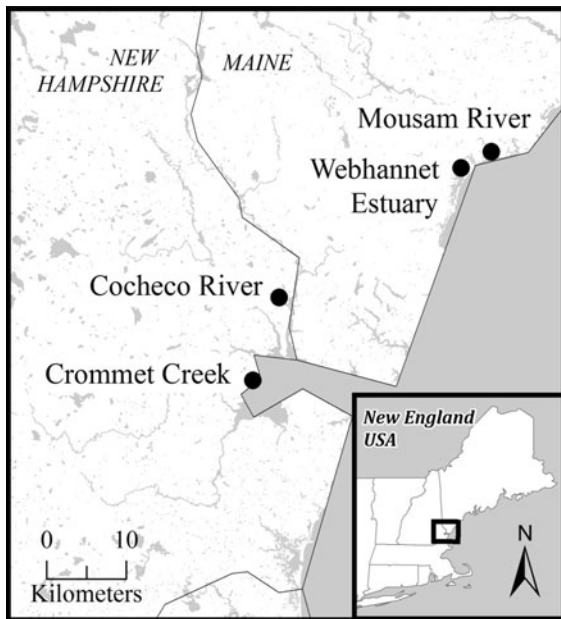 NEW
HAMPSHIRE
MAINE
Mousam River
Webhannet
Estuary
Cocheco River
Crommet Creek
New England
USA
0 10
Kilometers
N